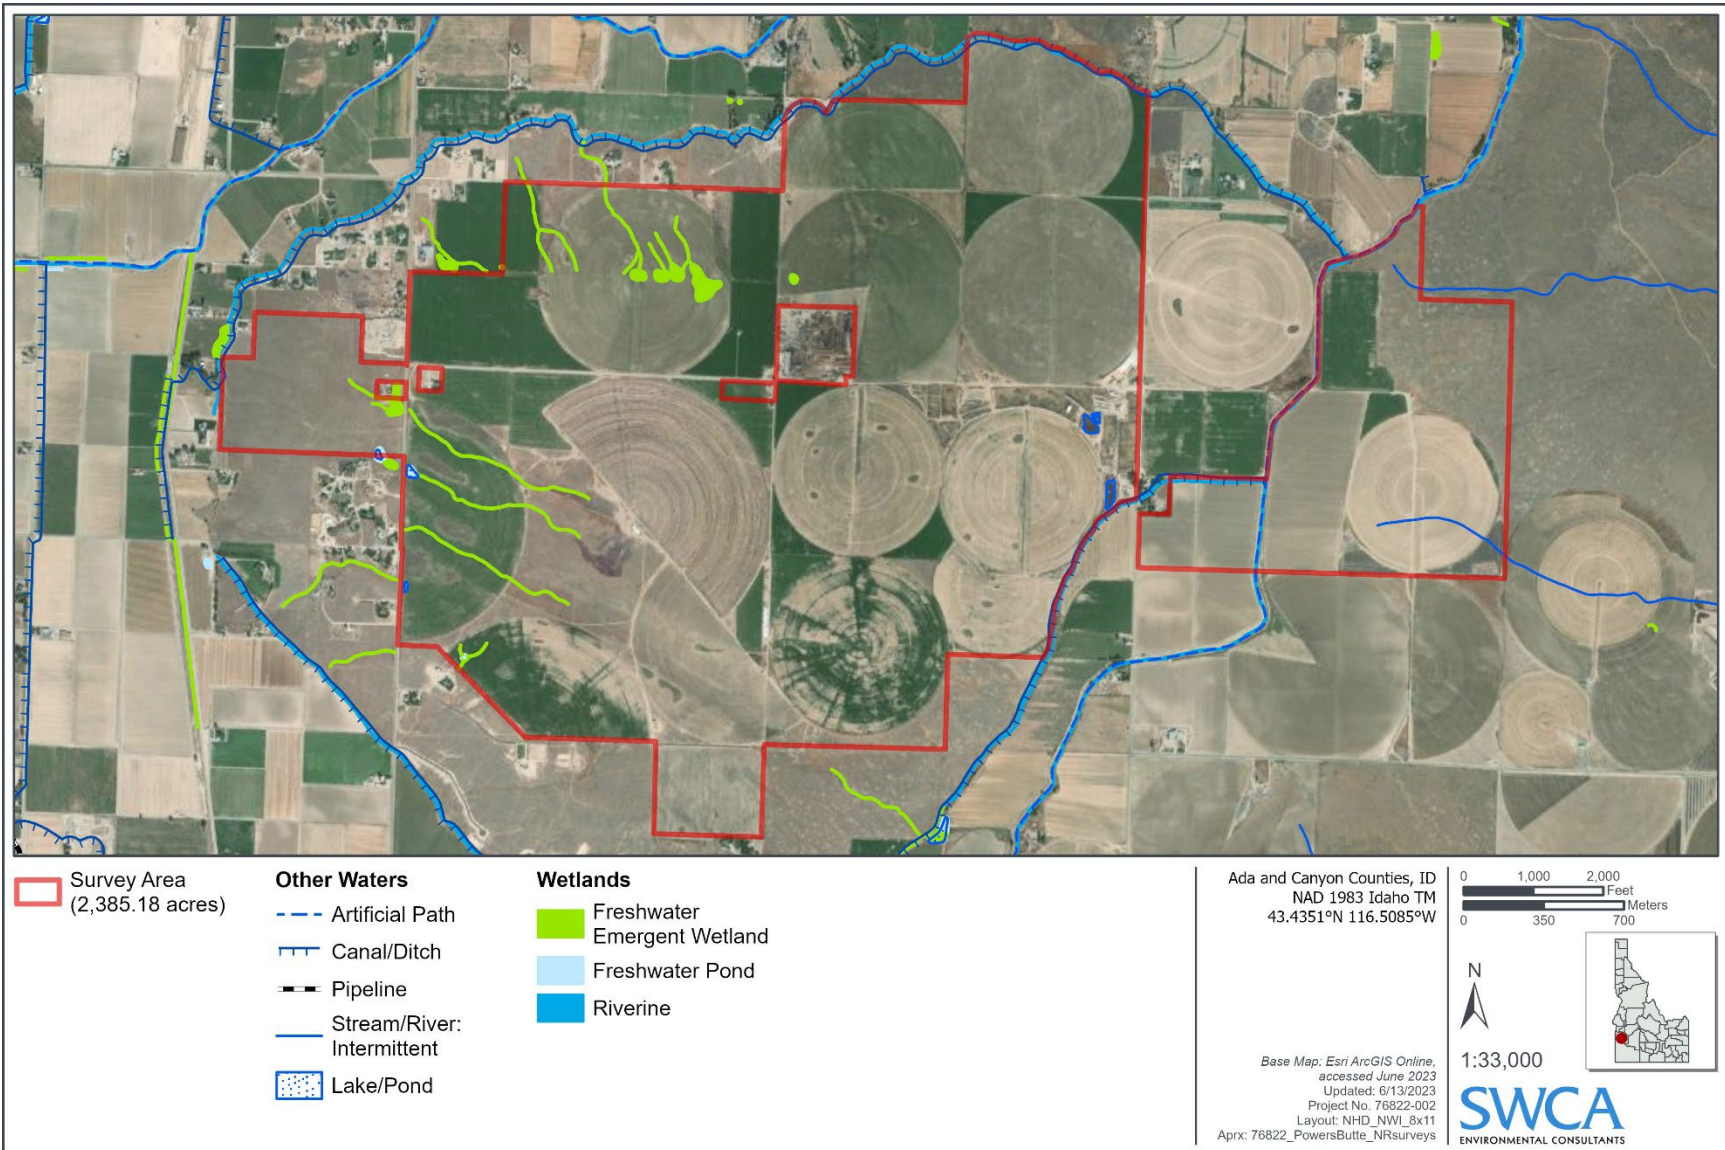 Survey Area
(2,385.18 acres)
Other Waters
Artificial Path
Canal/Ditch
Pipeline
Stream/River:
Intermittent
Lake/Pond
Wetlands
Freshwater
Emergent Wetland
Freshwater Pond
Riverine
Ada and Canyon Counties, ID
NAD 1983 Idaho TM
43.4351°N 116.5085°W
Base Map: Esri ArcGIS Online,
accessed June 2023
Updated: 6/13/2023
Project No. 76822-002
Layout: NHD_NWI_8x11
Aprx: 76822_PowersButte_NRsurveys
0 1,000 2,000
Feet
Meters
0 350 700
N
1:33,000
SWCA
ENVIRONMENTAL CONSULTANTS